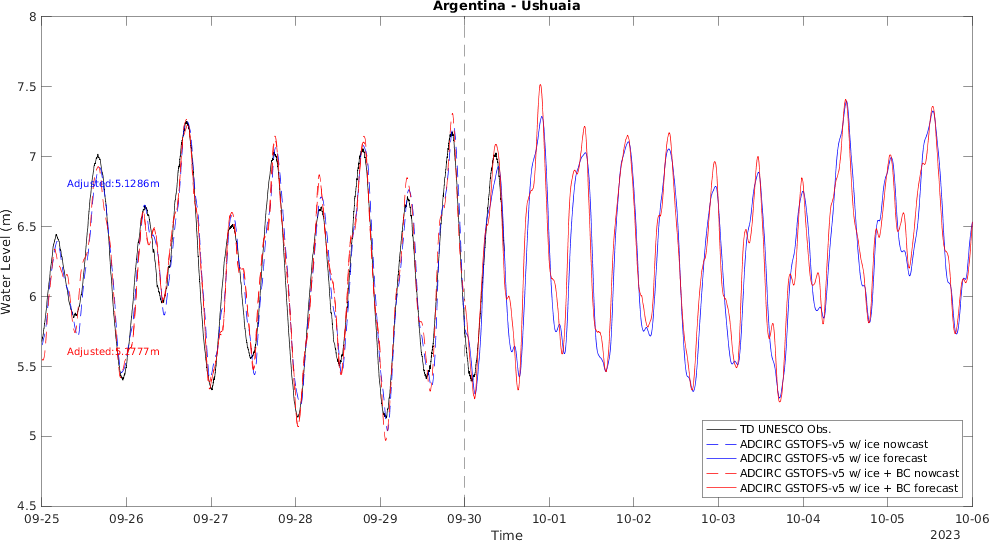 Argentina - Ushuaia
8
7.5
7
6.5
6
5.5
5
4.5
Water Level (m)
Adjusted:5.1286m
Adjusted:5.1777m
TD UNESCO Obs.
ADCIRC GSTOFS-v5 w/ ice nowcast
ADCIRC GSTOFS-v5 w/ ice forecast
ADCIRC GSTOFS-v5 w/ ice + BC nowcast
ADCIRC GSTOFS-v5 w/ ice + BC forecast
09-25 09-26 09-27 09-28 09-29 09-30 10-01 10-02 10-03 10-04 10-05 10-06
Time
2023